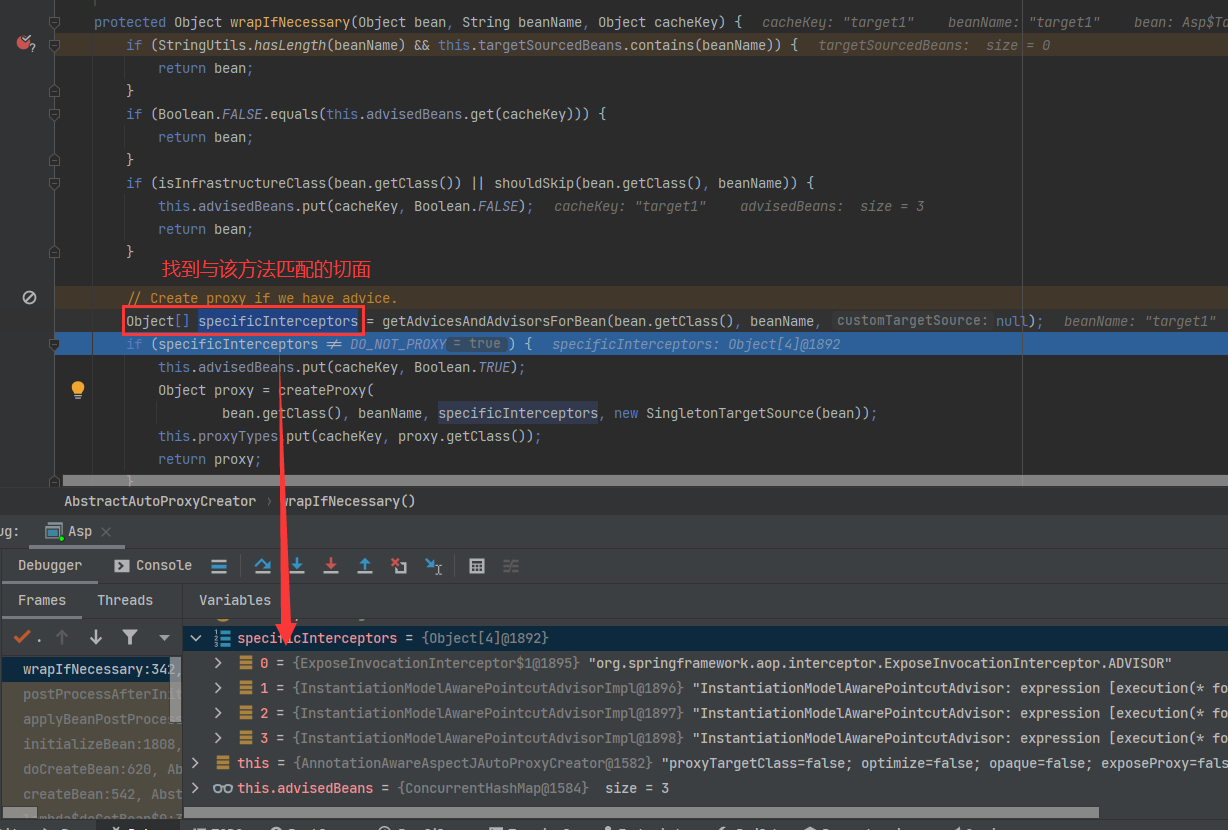 protected Object wrapIfNecessary(Object bean, String beanName, Object cacheKey) {  cacheKey: "target1"    beanName: "target1"    bean: Asp$Ta
if (StringUtils.hasLength(beanName) && this.targetSourcedBeans.contains(beanName)) {  targetSourcedBeans:  size = 0
return bean;
}
if (Boolean.FALSE.equals(this.advisedBeans.get(cacheKey))) {
return bean;
}
if (isInfrastructureClass(bean.getClass()) || shouldSkip(bean.getClass(), beanName)) {
this.advisedBeans.put(cacheKey, Boolean.FALSE);  cacheKey: "target1"    advisedBeans:  size = 3
return bean;
}
找到与该方法匹配的切面
// Create proxy if we have advice.
Object[] specificInterceptors = getAdvicesAndAdvisorsForBean(bean.getClass(), beanName, customTargetSource: null);  beanName: "target1"
if (specificInterceptors ≠ DO_NOT_PROXY = true ) {  specificInterceptors: Object[4]@1892
this.advisedBeans.put(cacheKey, Boolean.TRUE);
Object proxy = createProxy(
bean.getClass(), beanName, specificInterceptors, new SingletonTargetSource(bean));
this.proxyTypes.put(cacheKey, proxy.getClass());
return proxy;
}
AbstractAutoProxyCreator › wrapIfNecessary()
ug: Asp ×
Debugger Console
Frames Threads Variables
specificInterceptors = {Object[4]@1892}
wrapIfNecessary:342,
0 = {ExposeInvocationInterceptor$1@1895} "org.springframework.aop.interceptor.ExposeInvocationInterceptor.ADVISOR"
postProcessAfterInit
1 = {InstantiationModelAwarePointcutAdvisorImpl@1896} "InstantiationModelAwarePointcutAdvisor: expression [execution(* fo
applyBeanPostProces
2 = {InstantiationModelAwarePointcutAdvisorImpl@1897} "InstantiationModelAwarePointcutAdvisor: expression [execution(* fo
initializeBean:1808,
3 = {InstantiationModelAwarePointcutAdvisorImpl@1898} "InstantiationModelAwarePointcutAdvisor: expression [execution(* fo
doCreateBean:620, Ab
this = {AnnotationAwareAspectJAutoProxyCreator@1582} "proxyTargetClass=false; optimize=false; opaque=false; exposeProxy=fals
createBean:542, Abst
this.advisedBeans = {ConcurrentHashMap@1584}  size = 3